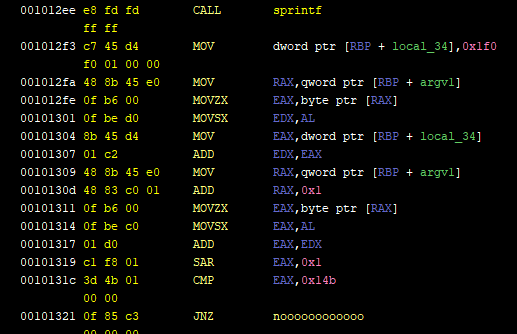 001012ee e8 fd fd CALL sprintf
ff ff
001012f3 c7 45 d4 MOV dword ptr [RBP + local_34],0x1f0
f0 01 00 00
001012fa 48 8b 45 e0 MOV RAX,qword ptr [RBP + argv1]
001012fe 0f b6 00 MOVZX EAX,byte ptr [RAX]
00101301 0f be d0 MOVSX EDX,AL
00101304 8b 45 d4 MOV EAX,dword ptr [RBP + local_34]
00101307 01 c2 ADD EDX,EAX
00101309 48 8b 45 e0 MOV RAX,qword ptr [RBP + argv1]
0010130d 48 83 c0 01 ADD RAX,0x1
00101311 0f b6 00 MOVZX EAX,byte ptr [RAX]
00101314 0f be c0 MOVSX EAX,AL
00101317 01 d0 ADD EAX,EDX
00101319 c1 f8 01 SAR EAX,0x1
0010131c 3d 4b 01 CMP EAX,0x14b
00 00
00101321 0f 85 c3 JNZ noooooooooooo
00 00 00